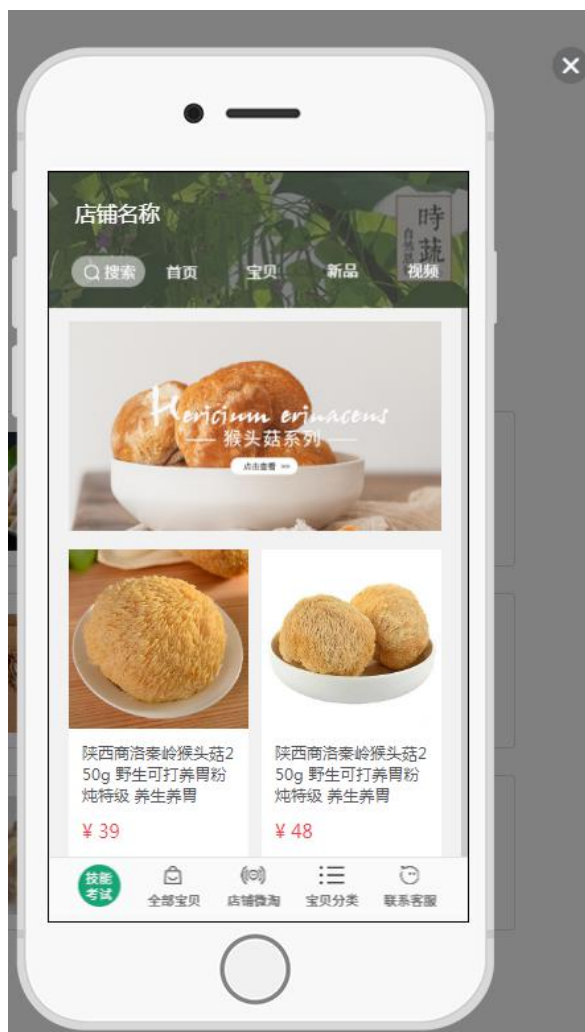 店铺名称
時蔬
搜索 首页 宝贝 新品 视频
Hericium erinaceus
猴头菇系列
点击查看 >>
陕西商洛秦岭猴头菇2
50g 野生可打养胃粉
炖特级 养生养胃
¥ 39
陕西商洛秦岭猴头菇2
50g 野生可打养胃粉
炖特级 养生养胃
¥ 48
技能
考试
全部宝贝 店铺微淘 宝贝分类 联系客服